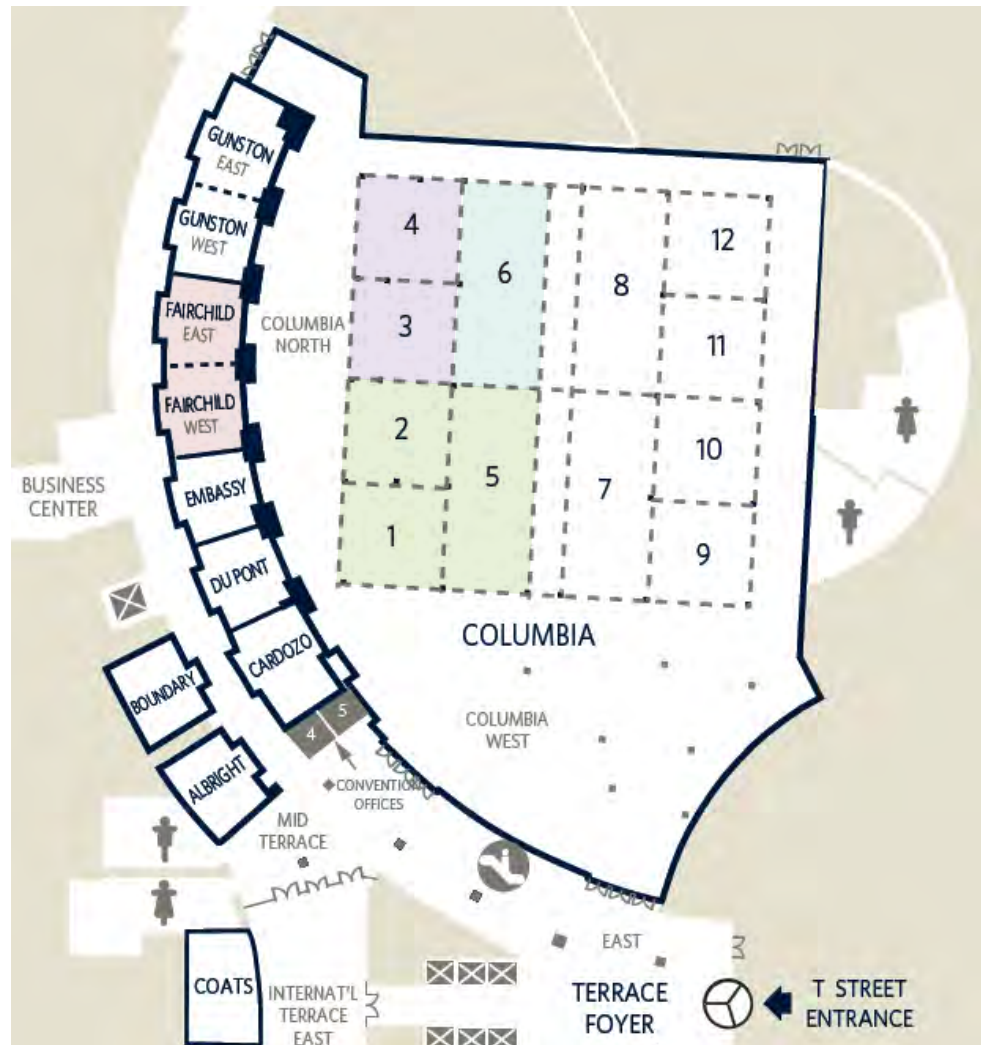 GUNSTON
EAST
GUNSTON
WEST
FAIRCHILD
EAST
FAIRCHILD
WEST
EMBASSY
DU PONT
CARDOZO
BOUNDARY
ALBRIGHT
COATS
BUSINESS
CENTER
COLUMBIA
NORTH
4
3
2
1
6
5
8
7
12
11
10
9
COLUMBIA
COLUMBIA
WEST
4
5
CONVENTION
OFFICES
MID
TERRACE
INTERNAT'L
TERRACE
EAST
EAST
TERRACE
FOYER
T STREET
ENTRANCE